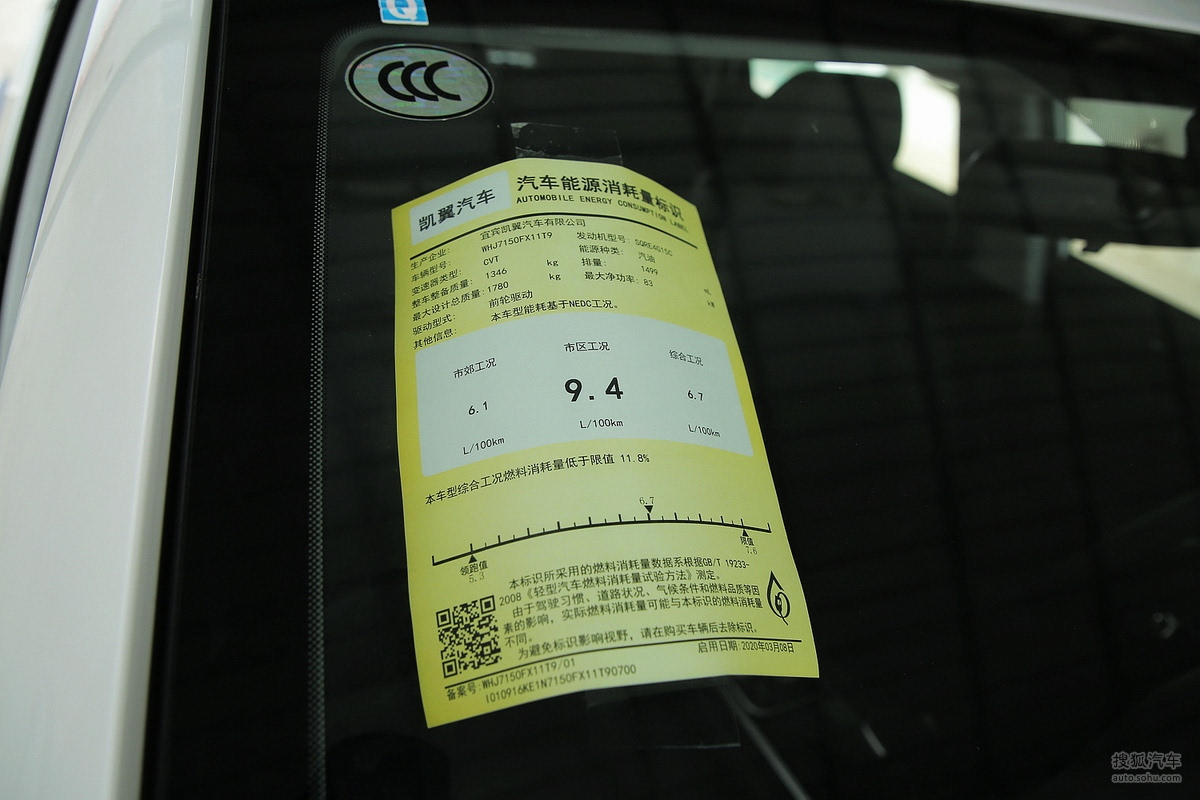 Q
CCC
凯翼汽车
汽车能源消耗量标识
AUTOMOBILE ENERGY CONSUMPTION LABEL
生产企业: 宜宾凯翼汽车有限公司
车辆型号: WHJ7150FX11T9 发动机型号: SQRE4G15C
变速器类型: CVT 能源种类: 汽油
整车整备质量: 1346 kg 排量: 1499 mL
最大设计总质量: 1780 kg 最大净功率: 83 kW
驱动型式: 前轮驱动
其他信息: 本车型能耗基于NEDC工况。
市郊工况 市区工况 综合工况
6.1 9.4 6.7
L/100km L/100km L/100km
本车型综合工况燃料消耗量低于限值 11.8%
6.7
领跑值 限值
5.3 7.6
本标识所采用的燃料消耗量数据系根据GB/T 19233-
2008《轻型汽车燃料消耗量试验方法》测定。
由于驾驶习惯、道路状况、气候条件和燃料品质等因
素的影响，实际燃料消耗量可能与本标识的燃料消耗量
不同。
为避免标识影响视野，请在购买车辆后去除标识。
启用日期: 2020年03月08日
备案号: WHJ7150FX11T9/01
I010916KE1N7150FX11T90700
搜狐汽车
auto.sohu.com